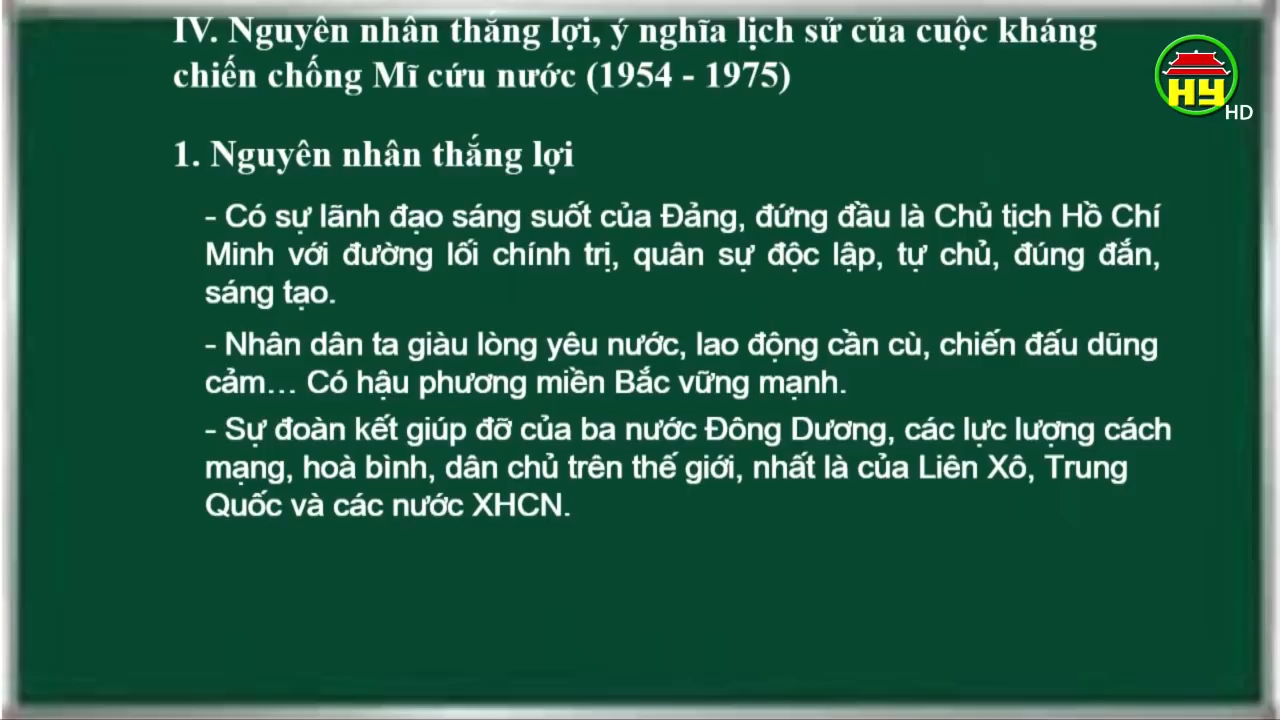 IV. Nguyên nhân thắng lợi, ý nghĩa lịch sử của cuộc kháng
chiến chống Mĩ cứu nước (1954 - 1975)
HY
HD
1. Nguyên nhân thắng lợi
- Có sự lãnh đạo sáng suốt của Đảng, đứng đầu là Chủ tịch Hồ Chí
Minh với đường lối chính trị, quân sự độc lập, tự chủ, đúng đắn,
sáng tạo.
- Nhân dân ta giàu lòng yêu nước, lao động cần cù, chiến đấu dũng
cảm... Có hậu phương miền Bắc vững mạnh.
- Sự đoàn kết giúp đỡ của ba nước Đông Dương, các lực lượng cách
mạng, hoà bình, dân chủ trên thế giới, nhất là của Liên Xô, Trung
Quốc và các nước XHCN.